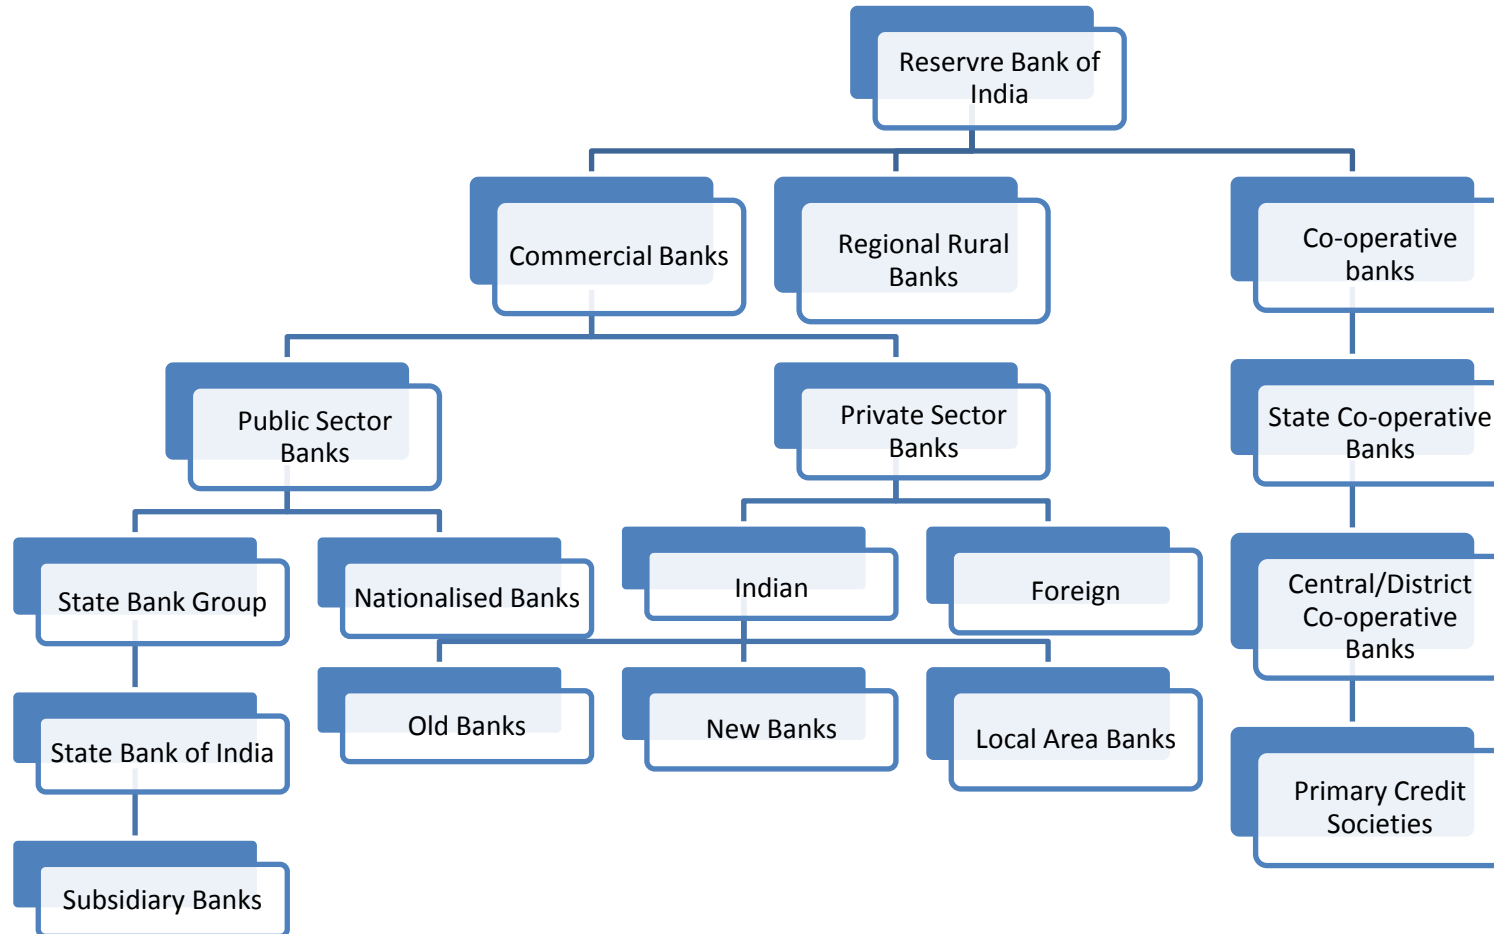 Reservre Bank of
India
Commercial Banks
Regional Rural
Banks
Co-operative
banks
Public Sector
Banks
Private Sector
Banks
State Co-operative
Banks
State Bank Group
Nationalised Banks
Indian
Foreign
Central/District
Co-operative
Banks
State Bank of India
Old Banks
New Banks
Local Area Banks
Primary Credit
Societies
Subsidiary Banks